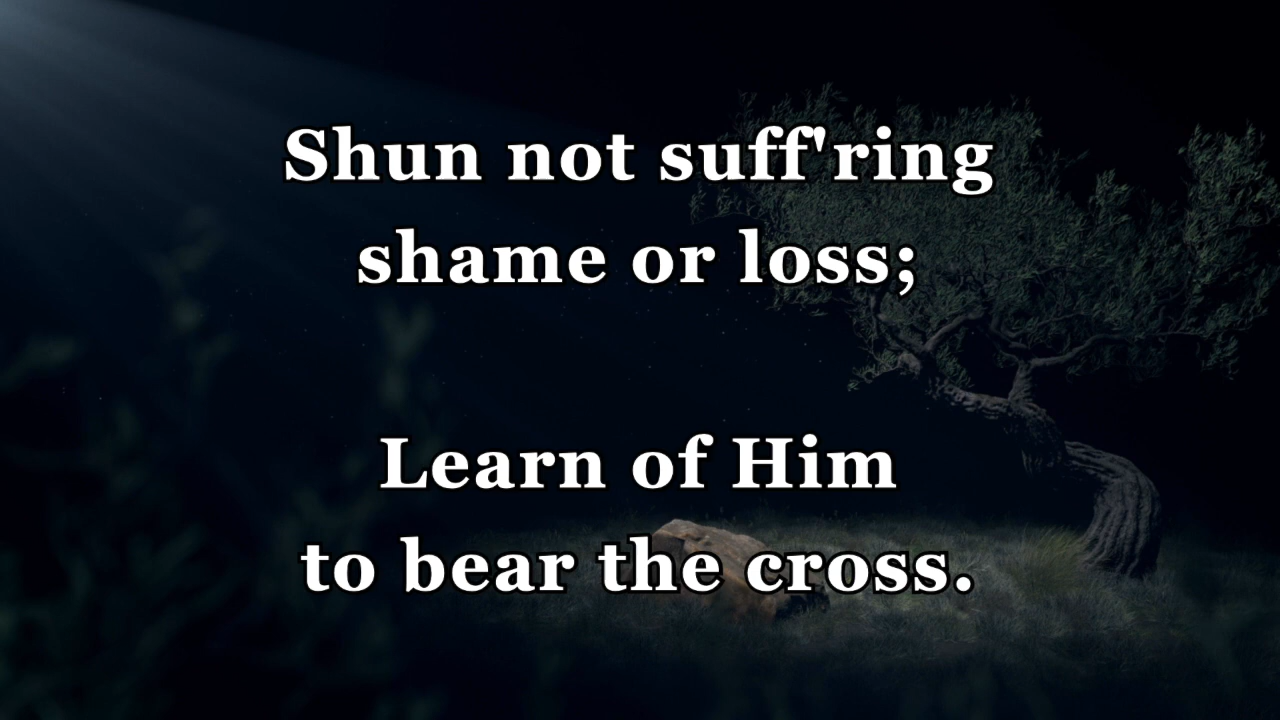 Shun not suff'ring
shame or loss;
Learn of Him
to bear the cross.